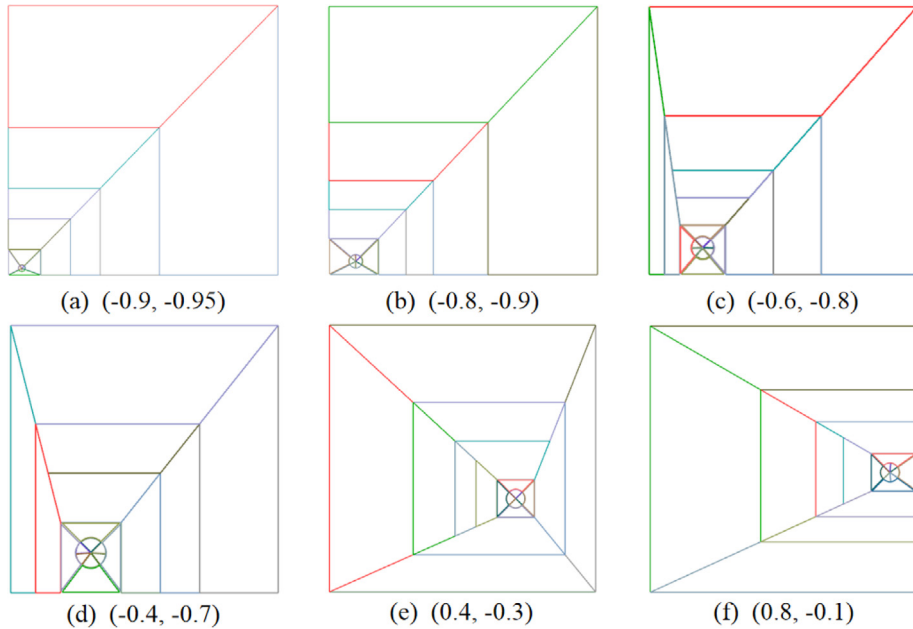 (a) (-0.9, -0.95)
(b) (-0.8, -0.9)
(c) (-0.6, -0.8)
(d) (-0.4, -0.7)
(e) (0.4, -0.3)
(f) (0.8, -0.1)